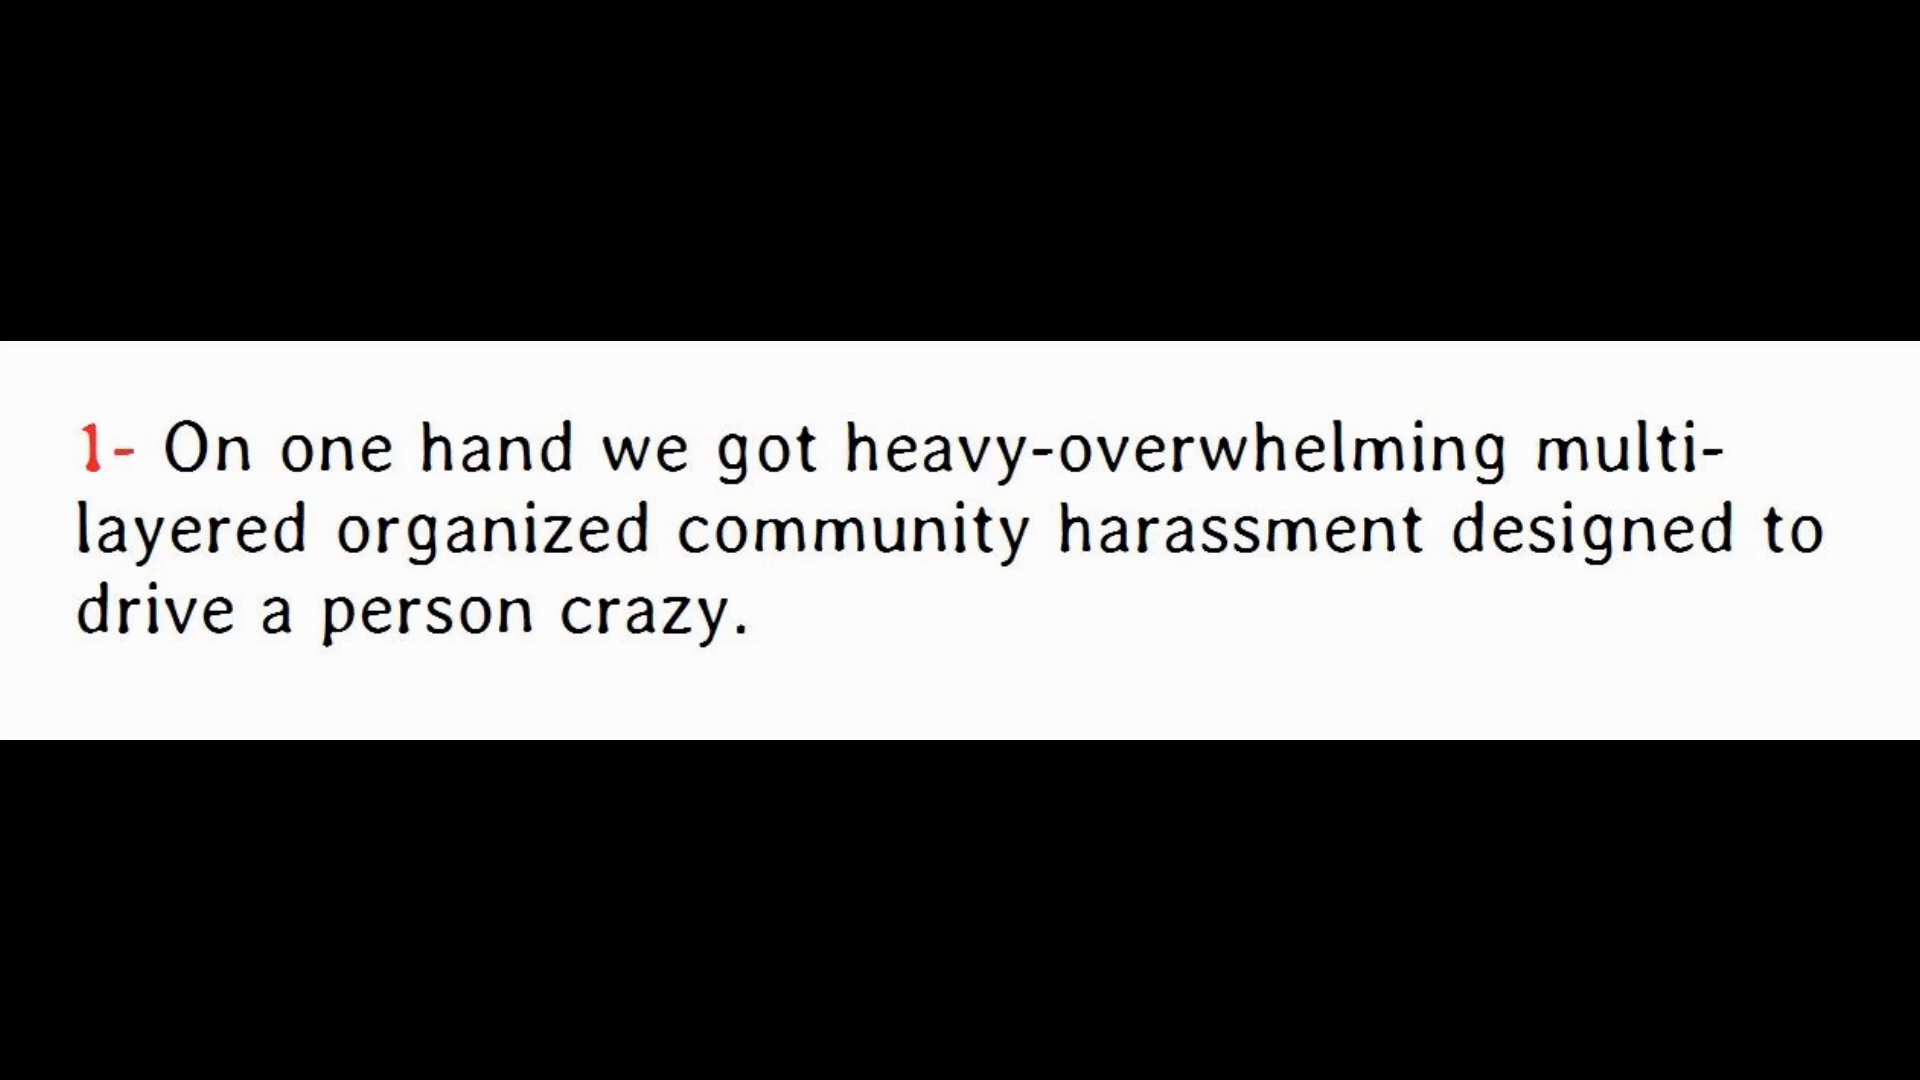 1- On one hand we got heavy-overwhelming multi-
layered organized community harassment designed to
drive a person crazy.